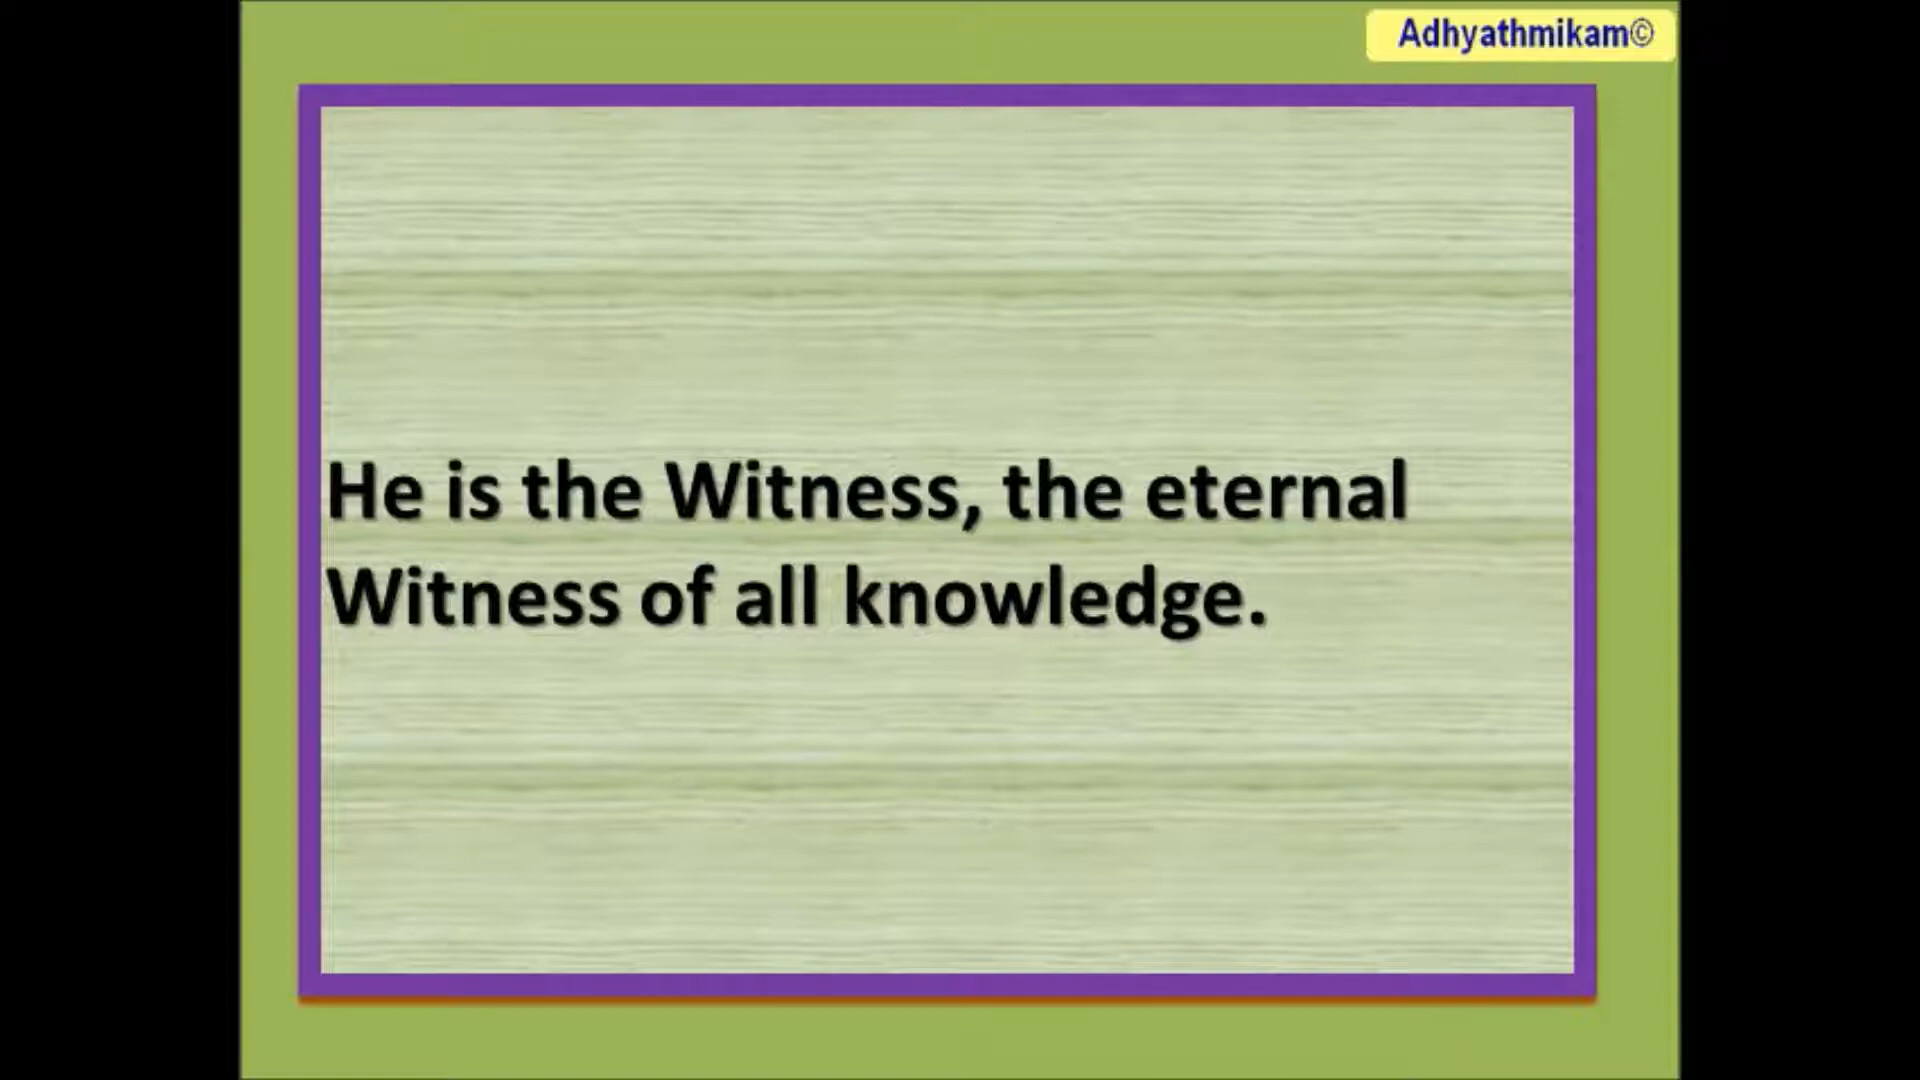 Adhyathmikam©
He is the Witness, the eternal
Witness of all knowledge.